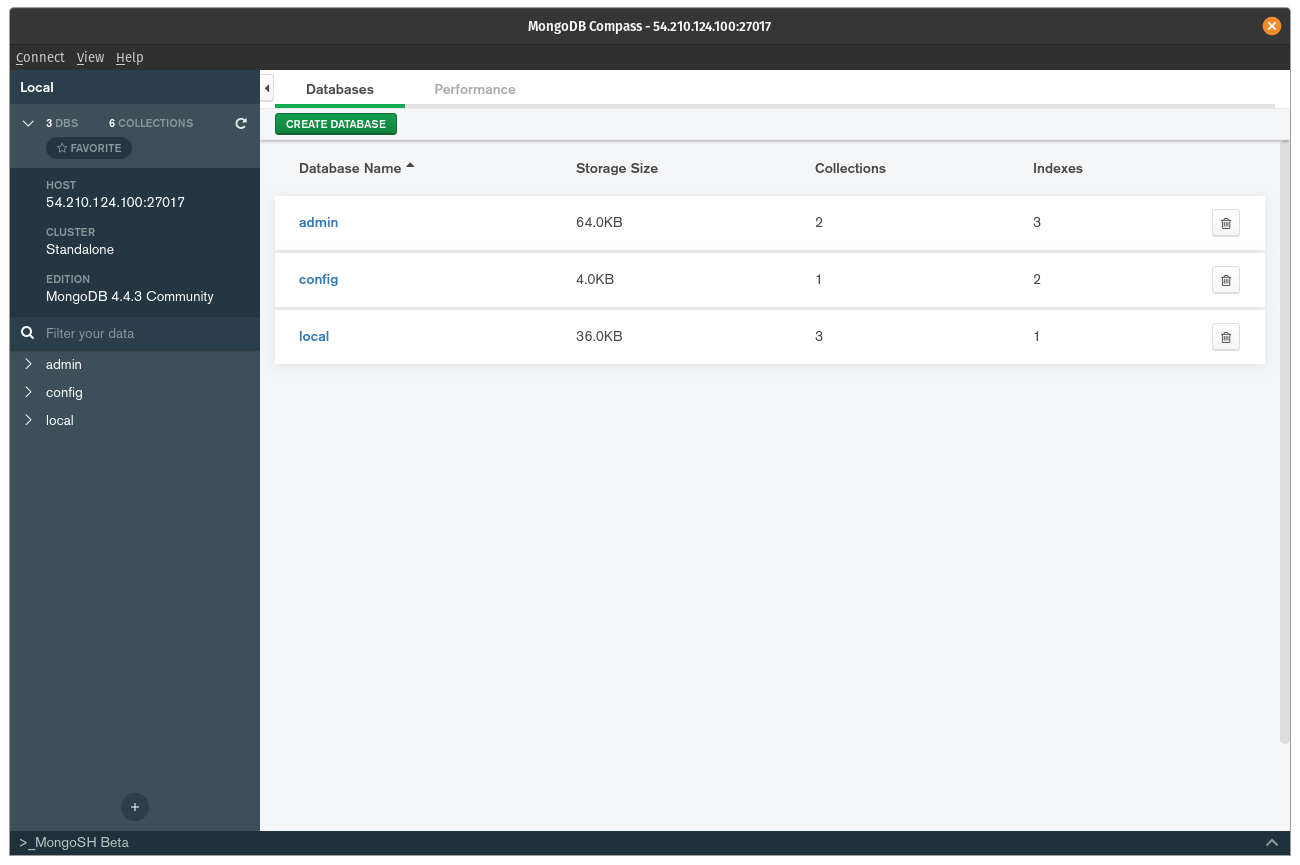 MongoDB Compass - 54.210.124.100:27017
Connect View Help
Local
3 DBS 6 COLLECTIONS
FAVORITE
HOST
54.210.124.100:27017
CLUSTER
Standalone
EDITION
MongoDB 4.4.3 Community
Filter your data
admin
config
local
Databases Performance
CREATE DATABASE
Database Name Storage Size Collections Indexes
admin 64.0KB 2 3
config 4.0KB 1 2
local 36.0KB 3 1
>_MongoSH Beta